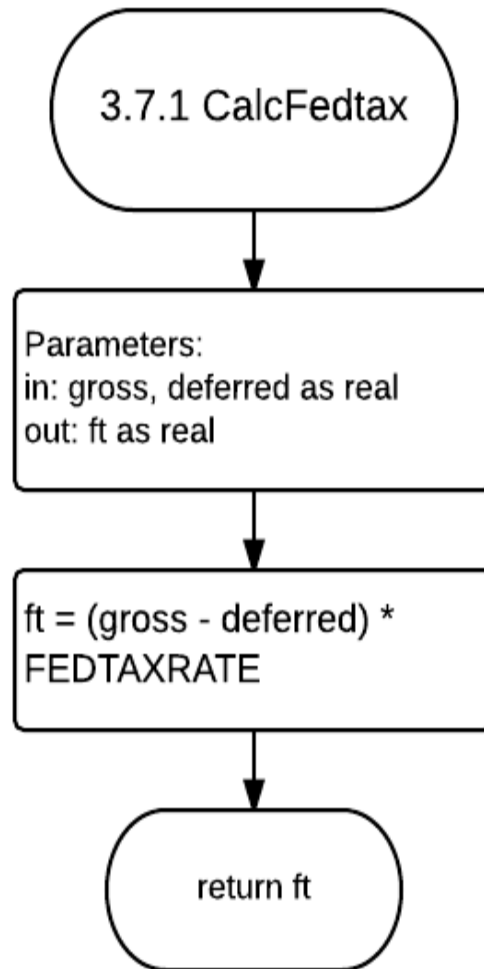 3.7.1 CalcFedtax
Parameters:
in: gross, deferred as real
out: ft as real
ft = (gross - deferred) *
FEDTAXRATE
return ft